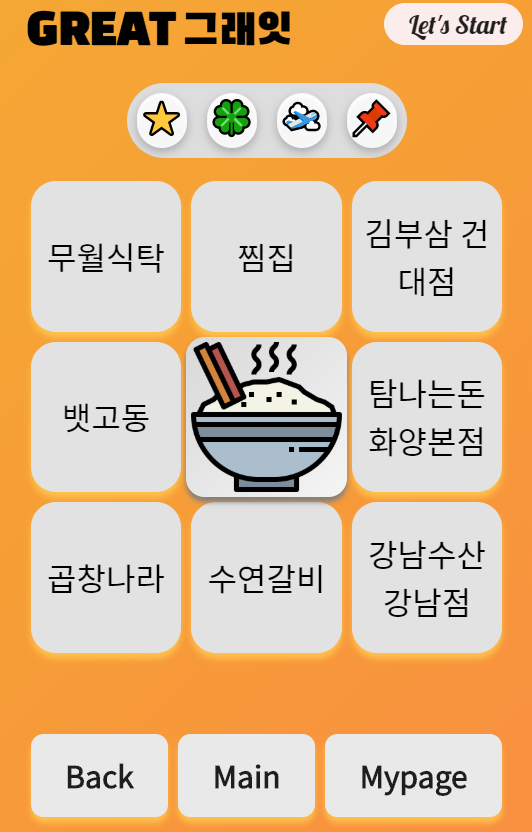 GREAT 그래잇
Let's Start
무월식탁
찜집
김부삼 건
대점
뱃고동
탐나는돈
화양본점
곱창나라
수연갈비
강남수산
강남점
Back
Main
Mypage